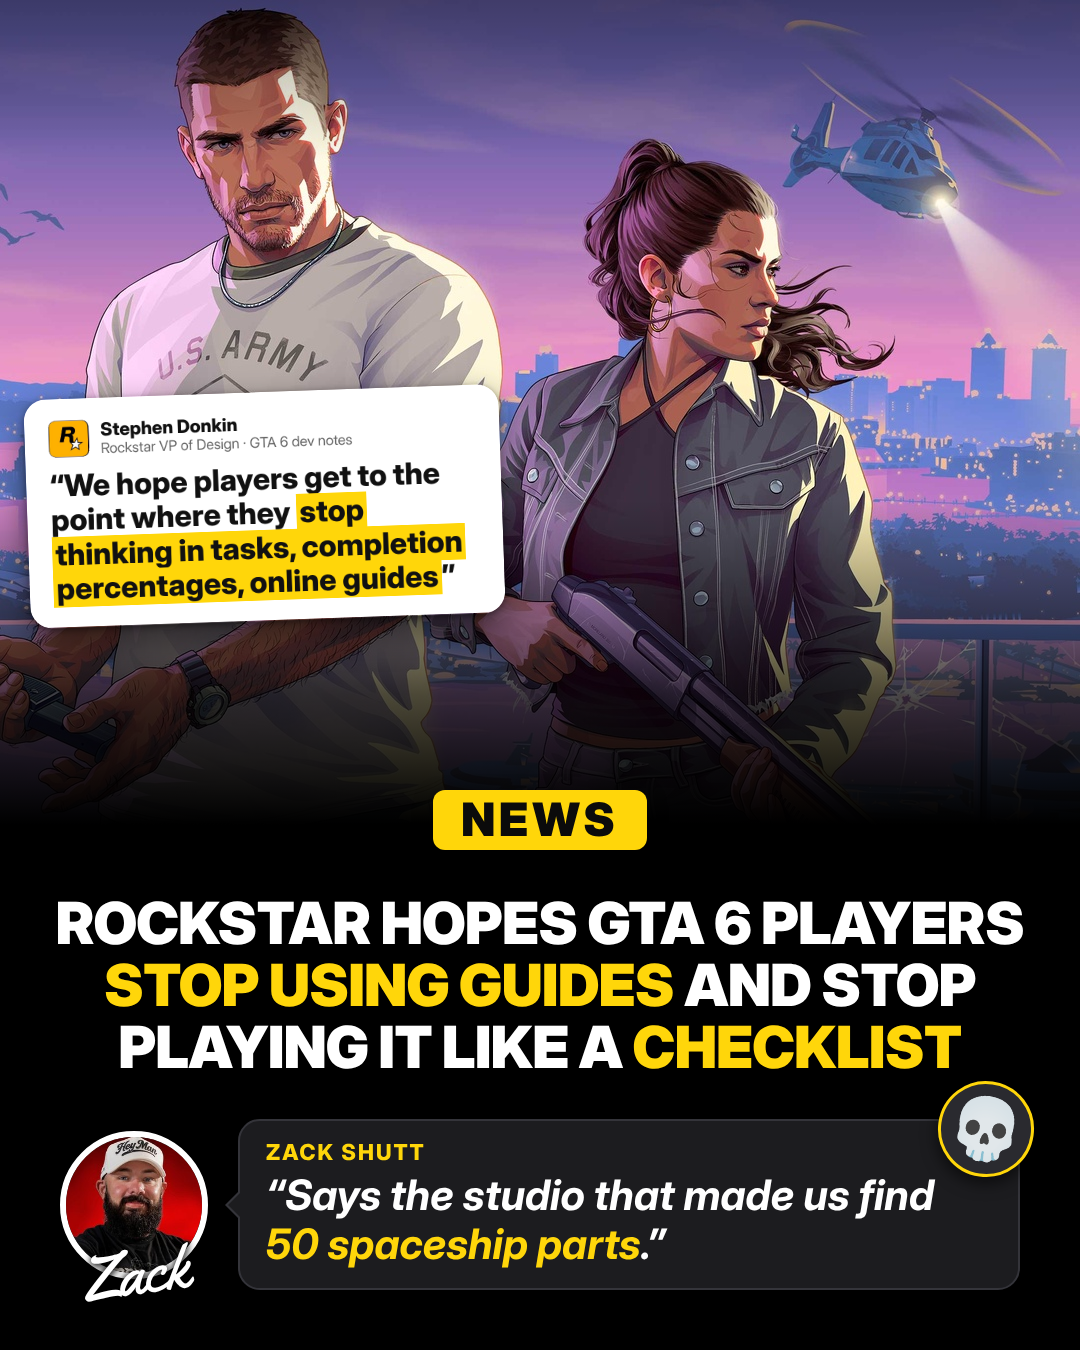 U.S. ARMY
R
Stephen Donkin
Rockstar VP of Design · GTA 6 dev notes
“We hope players get to the
point where they stop
thinking in tasks, completion
percentages, online guides”
NEWS
ROCKSTAR HOPES GTA 6 PLAYERS
STOP USING GUIDES AND STOP
PLAYING IT LIKE A CHECKLIST
Hey Man
Zack
ZACK SHUTT
“Says the studio that made us find
50 spaceship parts.”